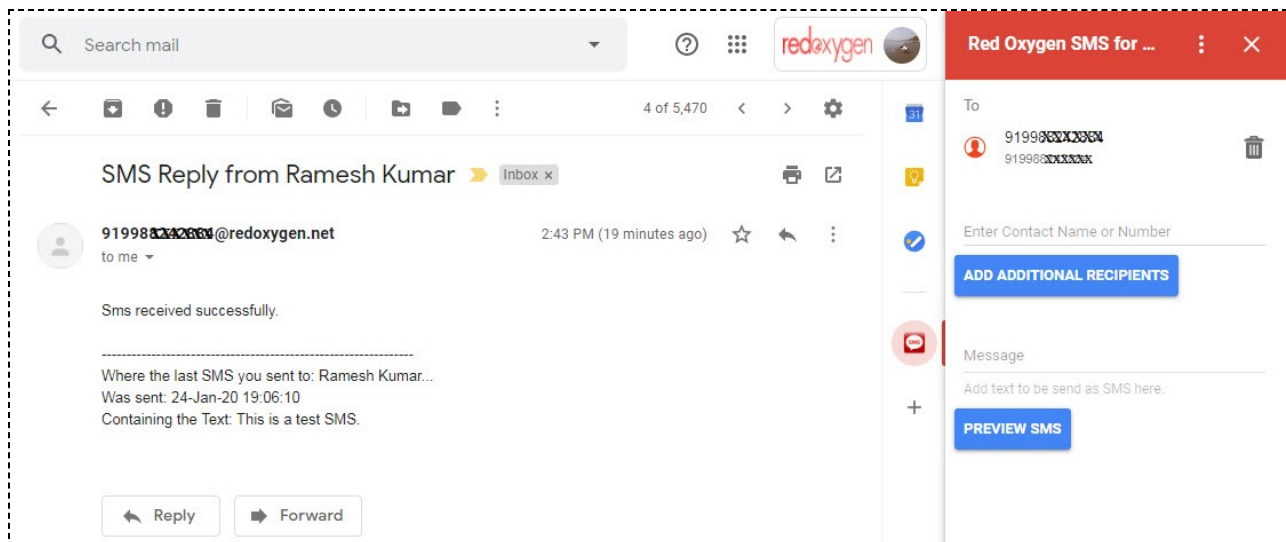 Search mail
redoxygen
Red Oxygen SMS for ...
4 of 5,470
31
To
SMS Reply from Ramesh Kumar
Inbox ×
@redoxygen.net
2:43 PM (19 minutes ago)
to me
Enter Contact Name or Number
ADD ADDITIONAL RECIPIENTS
Sms received successfully.
----------------------------------------------------------------
Where the last SMS you sent to: Ramesh Kumar...
Was sent: 24-Jan-20 19:06:10
Containing the Text: This is a test SMS.
SMS
Message
Add text to be send as SMS here.
PREVIEW SMS
Reply
Forward